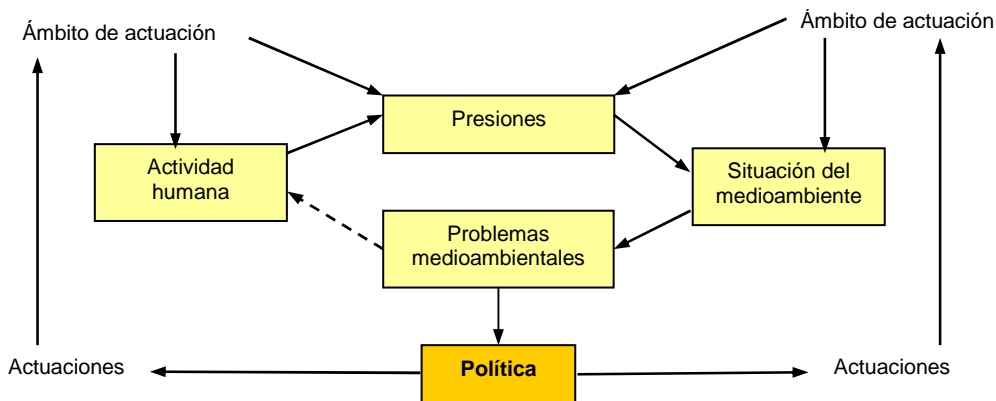 Ámbito de actuación
Ámbito de actuación
Presiones
Actividad
humana
Situación del
medioambiente
Problemas
medioambientales
Actuaciones
Política
Actuaciones